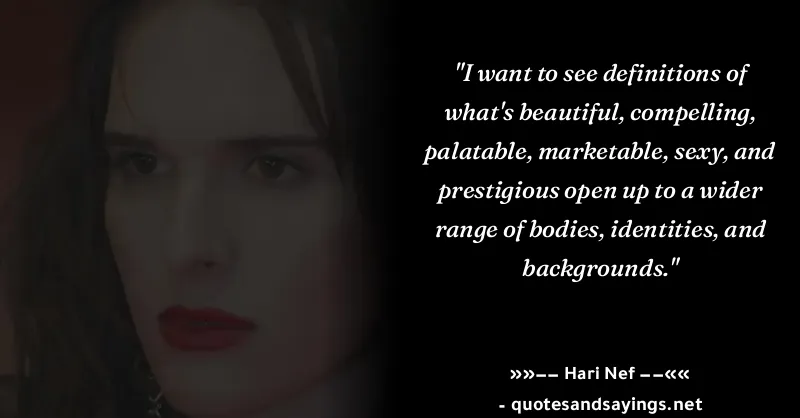 "I want to see definitions of
what's beautiful, compelling,
palatable, marketable, sexy, and
prestigious open up to a wider
range of bodies, identities, and
backgrounds."
»»–– Hari Nef ––««
- quotesandsayings.net